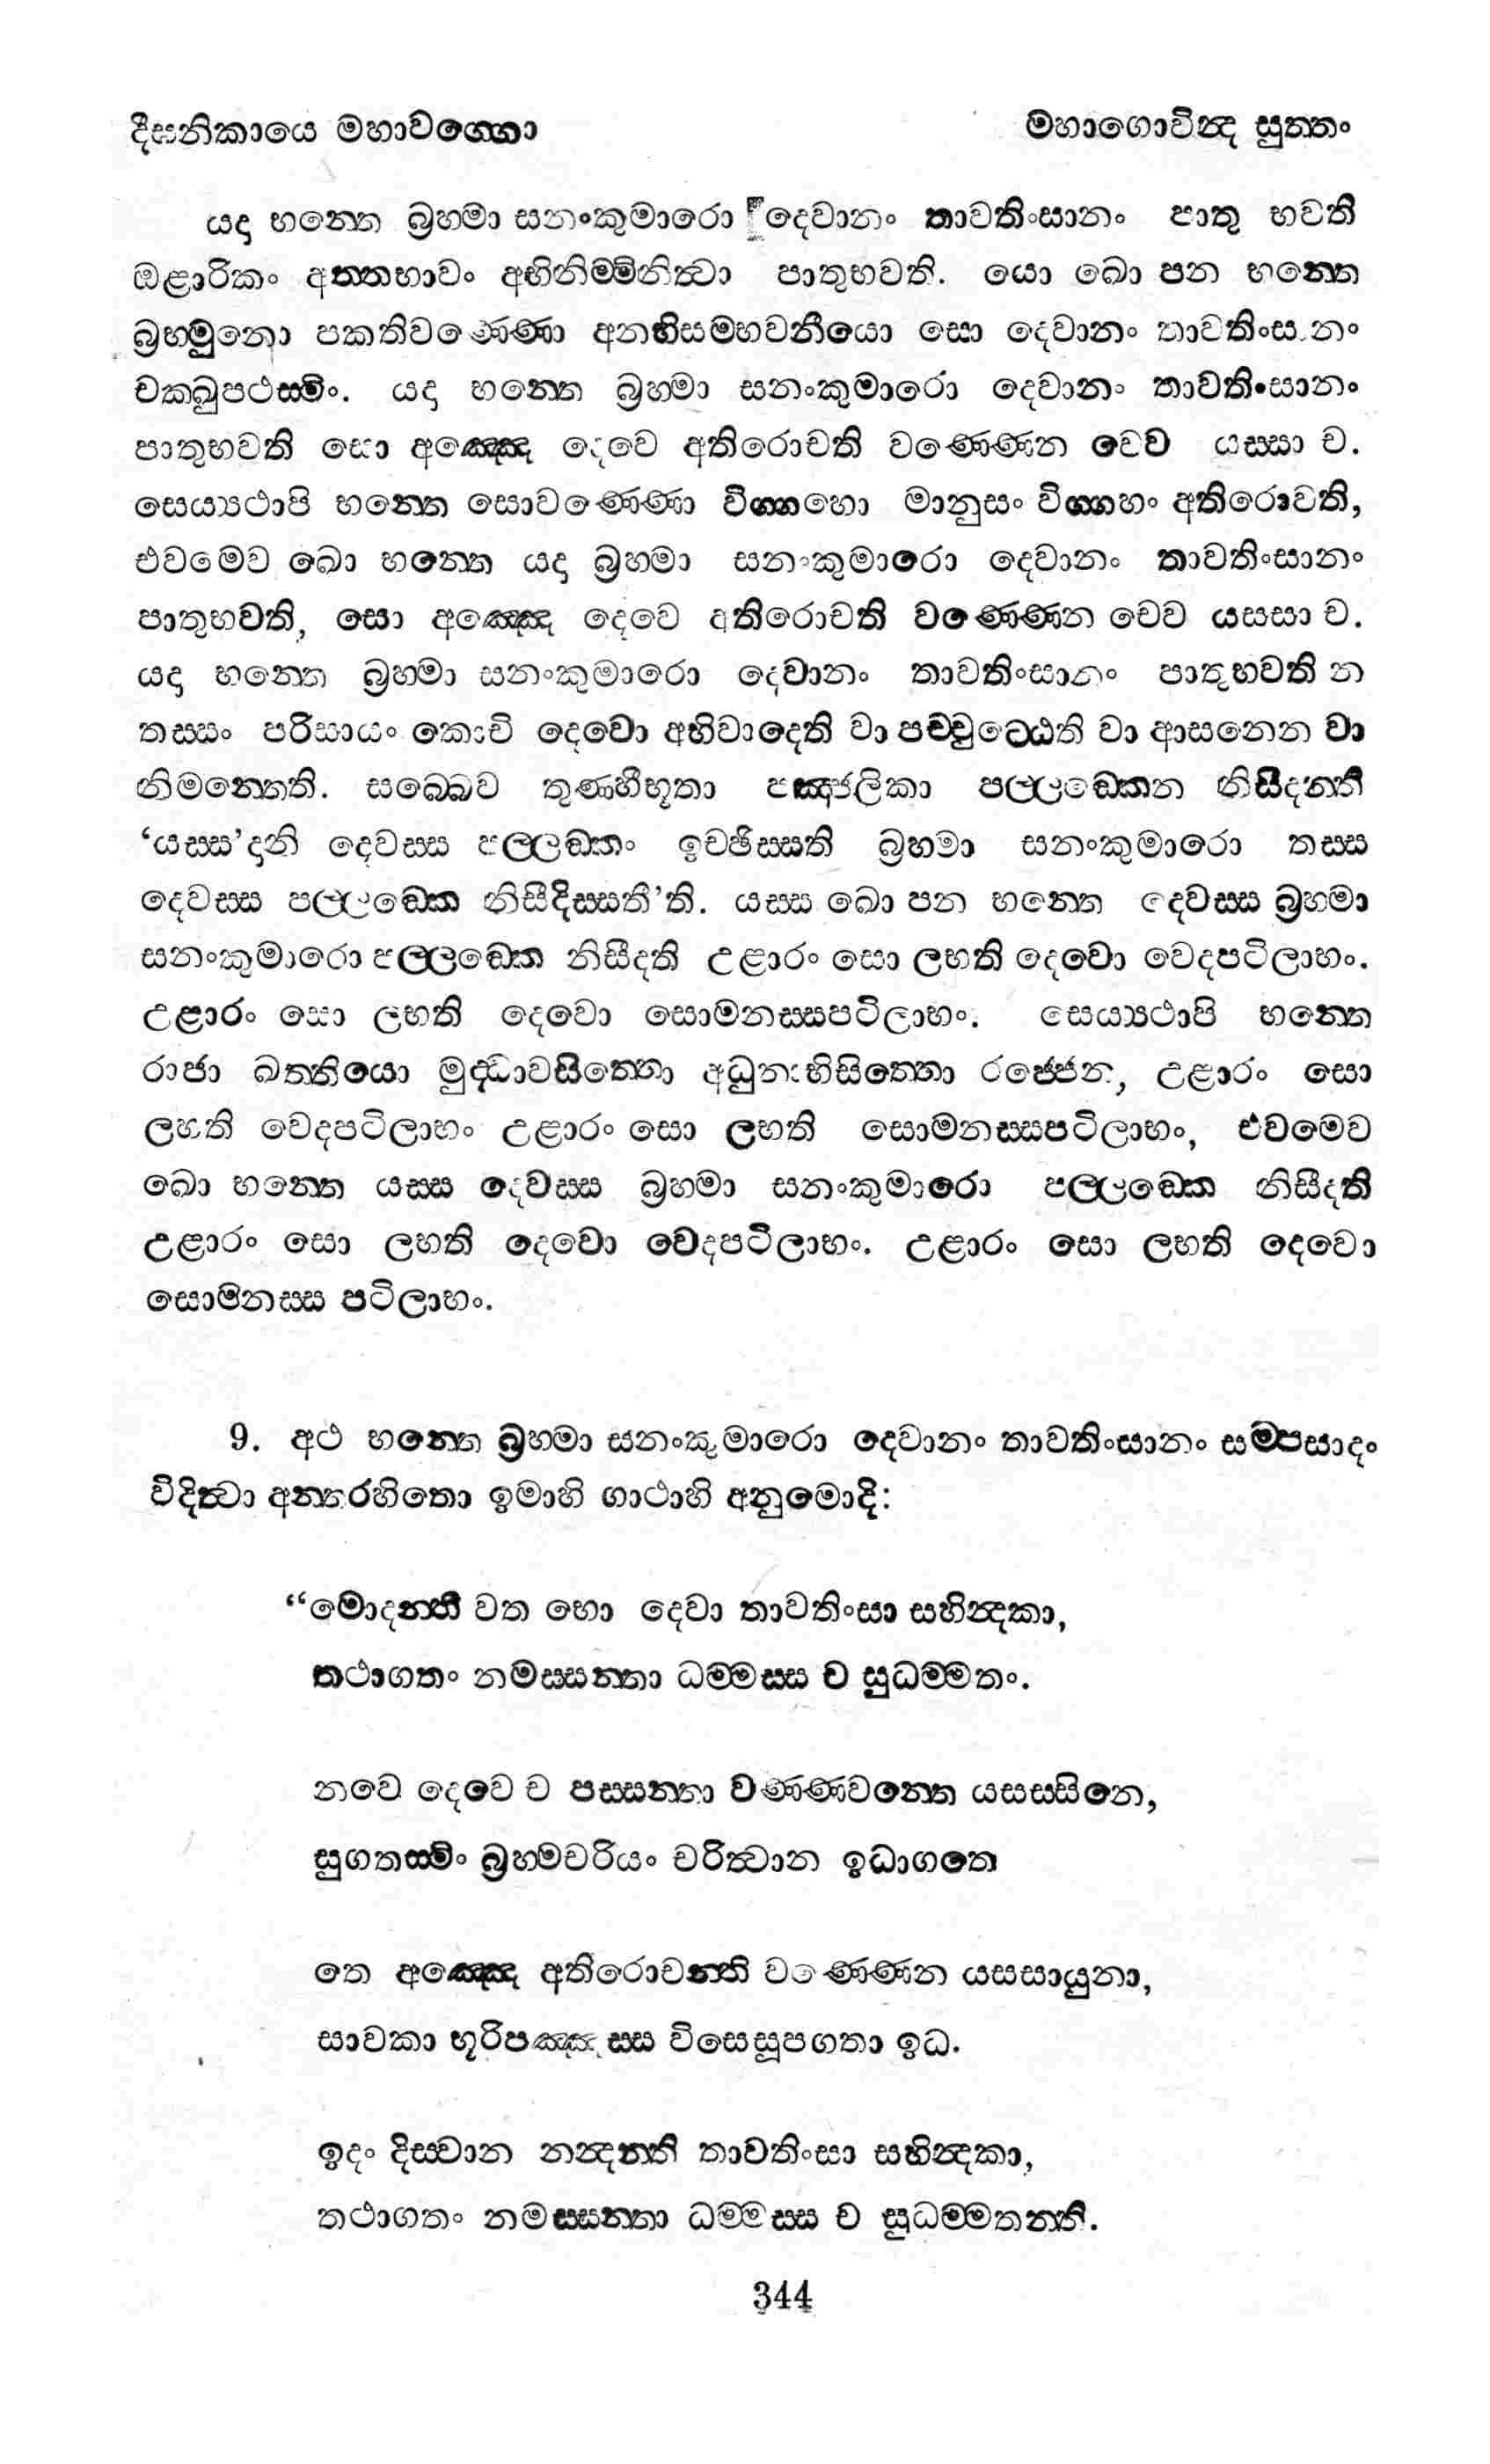 දීඝනිකායෙ මහාවග්ගො
මහාගොවින්ද සුත්තං
යදා භන්තෙ බ්‍රහ්මා සනංකුමාරො දෙවානං තාවතිංසානං පාතු භවති
ඔළාරිකං අත්තභාවං අභිනිම්මිනිත්වා පාතුභවති. යො ඛො පන භන්තෙ
බ්‍රහ්මුනො පකතිවණ්ණො අනභිසම්භවනීයො සො දෙවානං තාවතිංසානං
චක්ඛුපථස්මිං. යදා භන්තෙ බ්‍රහ්මා සනංකුමාරො දෙවානං තාවතිංසානං
පාතුභවති සො අඤ්ඤෙ දෙවෙ අතිරොචති වණ්ණෙන චෙව යසසා ච.
සෙය්‍යථාපි භන්තෙ සොවණ්ණො විග්ගහො මානුසං විග්ගහං අතිරොචති,
එවමෙව ඛො භන්තෙ යදා බ්‍රහ්මා සනංකුමාරො දෙවානං තාවතිංසානං
පාතුභවති, සො අඤ්ඤෙ දෙවෙ අතිරොචති වණ්ණෙන චෙව යසසා ච.
යදා භන්තෙ බ්‍රහ්මා සනංකුමාරො දෙවානං තාවතිංසානං පාතුභවති න
තස්සං පරිසායං කොචි දෙවො අභිවාදෙති වා පච්චුට්ඨෙති වා ආසනෙන වා
නිමන්තෙති. සබ්බෙව තුණ්හීභූතා පඤ්ජලිකා පල්ලඞ්කෙන නිසීදන්ති
‘යස්ස’දානි දෙවස්ස පල්ලඞ්කං ඉච්ඡිස්සති බ්‍රහ්මා සනංකුමාරො තස්ස
දෙවස්ස පල්ලඞ්කෙ නිසීදිස්සතී’ති. යස්ස ඛො පන භන්තෙ දෙවස්ස බ්‍රහ්මා
සනංකුමාරො පල්ලඞ්කෙ නිසීදති උළාරං සො ලභති දෙවො වෙදපටිලාභං.
උළාරං සො ලභති දෙවො සොමනස්සපටිලාභං. සෙය්‍යථාපි භන්තෙ
රාජා ඛත්තියො මුද්ධාවසිත්තො අධුනාභිසිත්තො රජ්ජෙන, උළාරං සො
ලභති වෙදපටිලාභං උළාරං සො ලභති සොමනස්සපටිලාභං, එවමෙව
ඛො භන්තෙ යස්ස දෙවස්ස බ්‍රහ්මා සනංකුමාරො පල්ලඞ්කෙ නිසීදති
උළාරං සො ලභති දෙවො වෙදපටිලාභං. උළාරං සො ලභති දෙවො
සොමනස්ස පටිලාභං.
9. අථ භන්තෙ බ්‍රහ්මා සනංකුමාරො දෙවානං තාවතිංසානං සම්පසාදං
විදිත්වා අන්තරහිතො ඉමාහි ගාථාහි අනුමොදි:
“මොදන්ති වත භො දෙවා තාවතිංසා සහින්දකා,
තථාගතං නමස්සන්තා ධම්මස්ස ච සුධම්මතං.
නවෙ දෙවෙ ච පස්සන්තා වණ්ණවන්තෙ යසස්සිනෙ,
සුගතස්මිං බ්‍රහ්මචරියං චරිත්වාන ඉධාගතෙ
තෙ අඤ්ඤෙ අතිරොචන්ති වණ්ණෙන යසසායුනා,
සාවකා භූරිපඤ්ඤස්ස විසෙසූපගතා ඉධ.
ඉදං දිස්වාන නන්දන්ති තාවතිංසා සහින්දකා,
තථාගතං නමස්සන්තා ධම්මස්ස ච සුධම්මතන්ති.
344